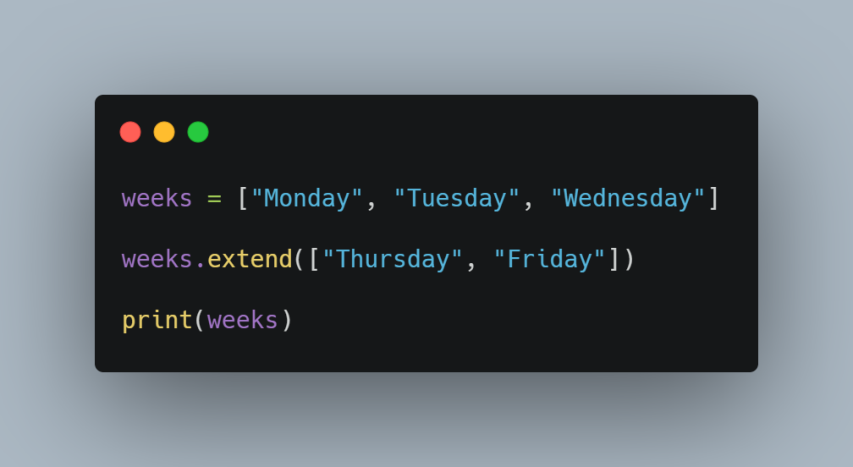 weeks = ["Monday", "Tuesday", "Wednesday"]
weeks.extend(["Thursday", "Friday"])
print(weeks)